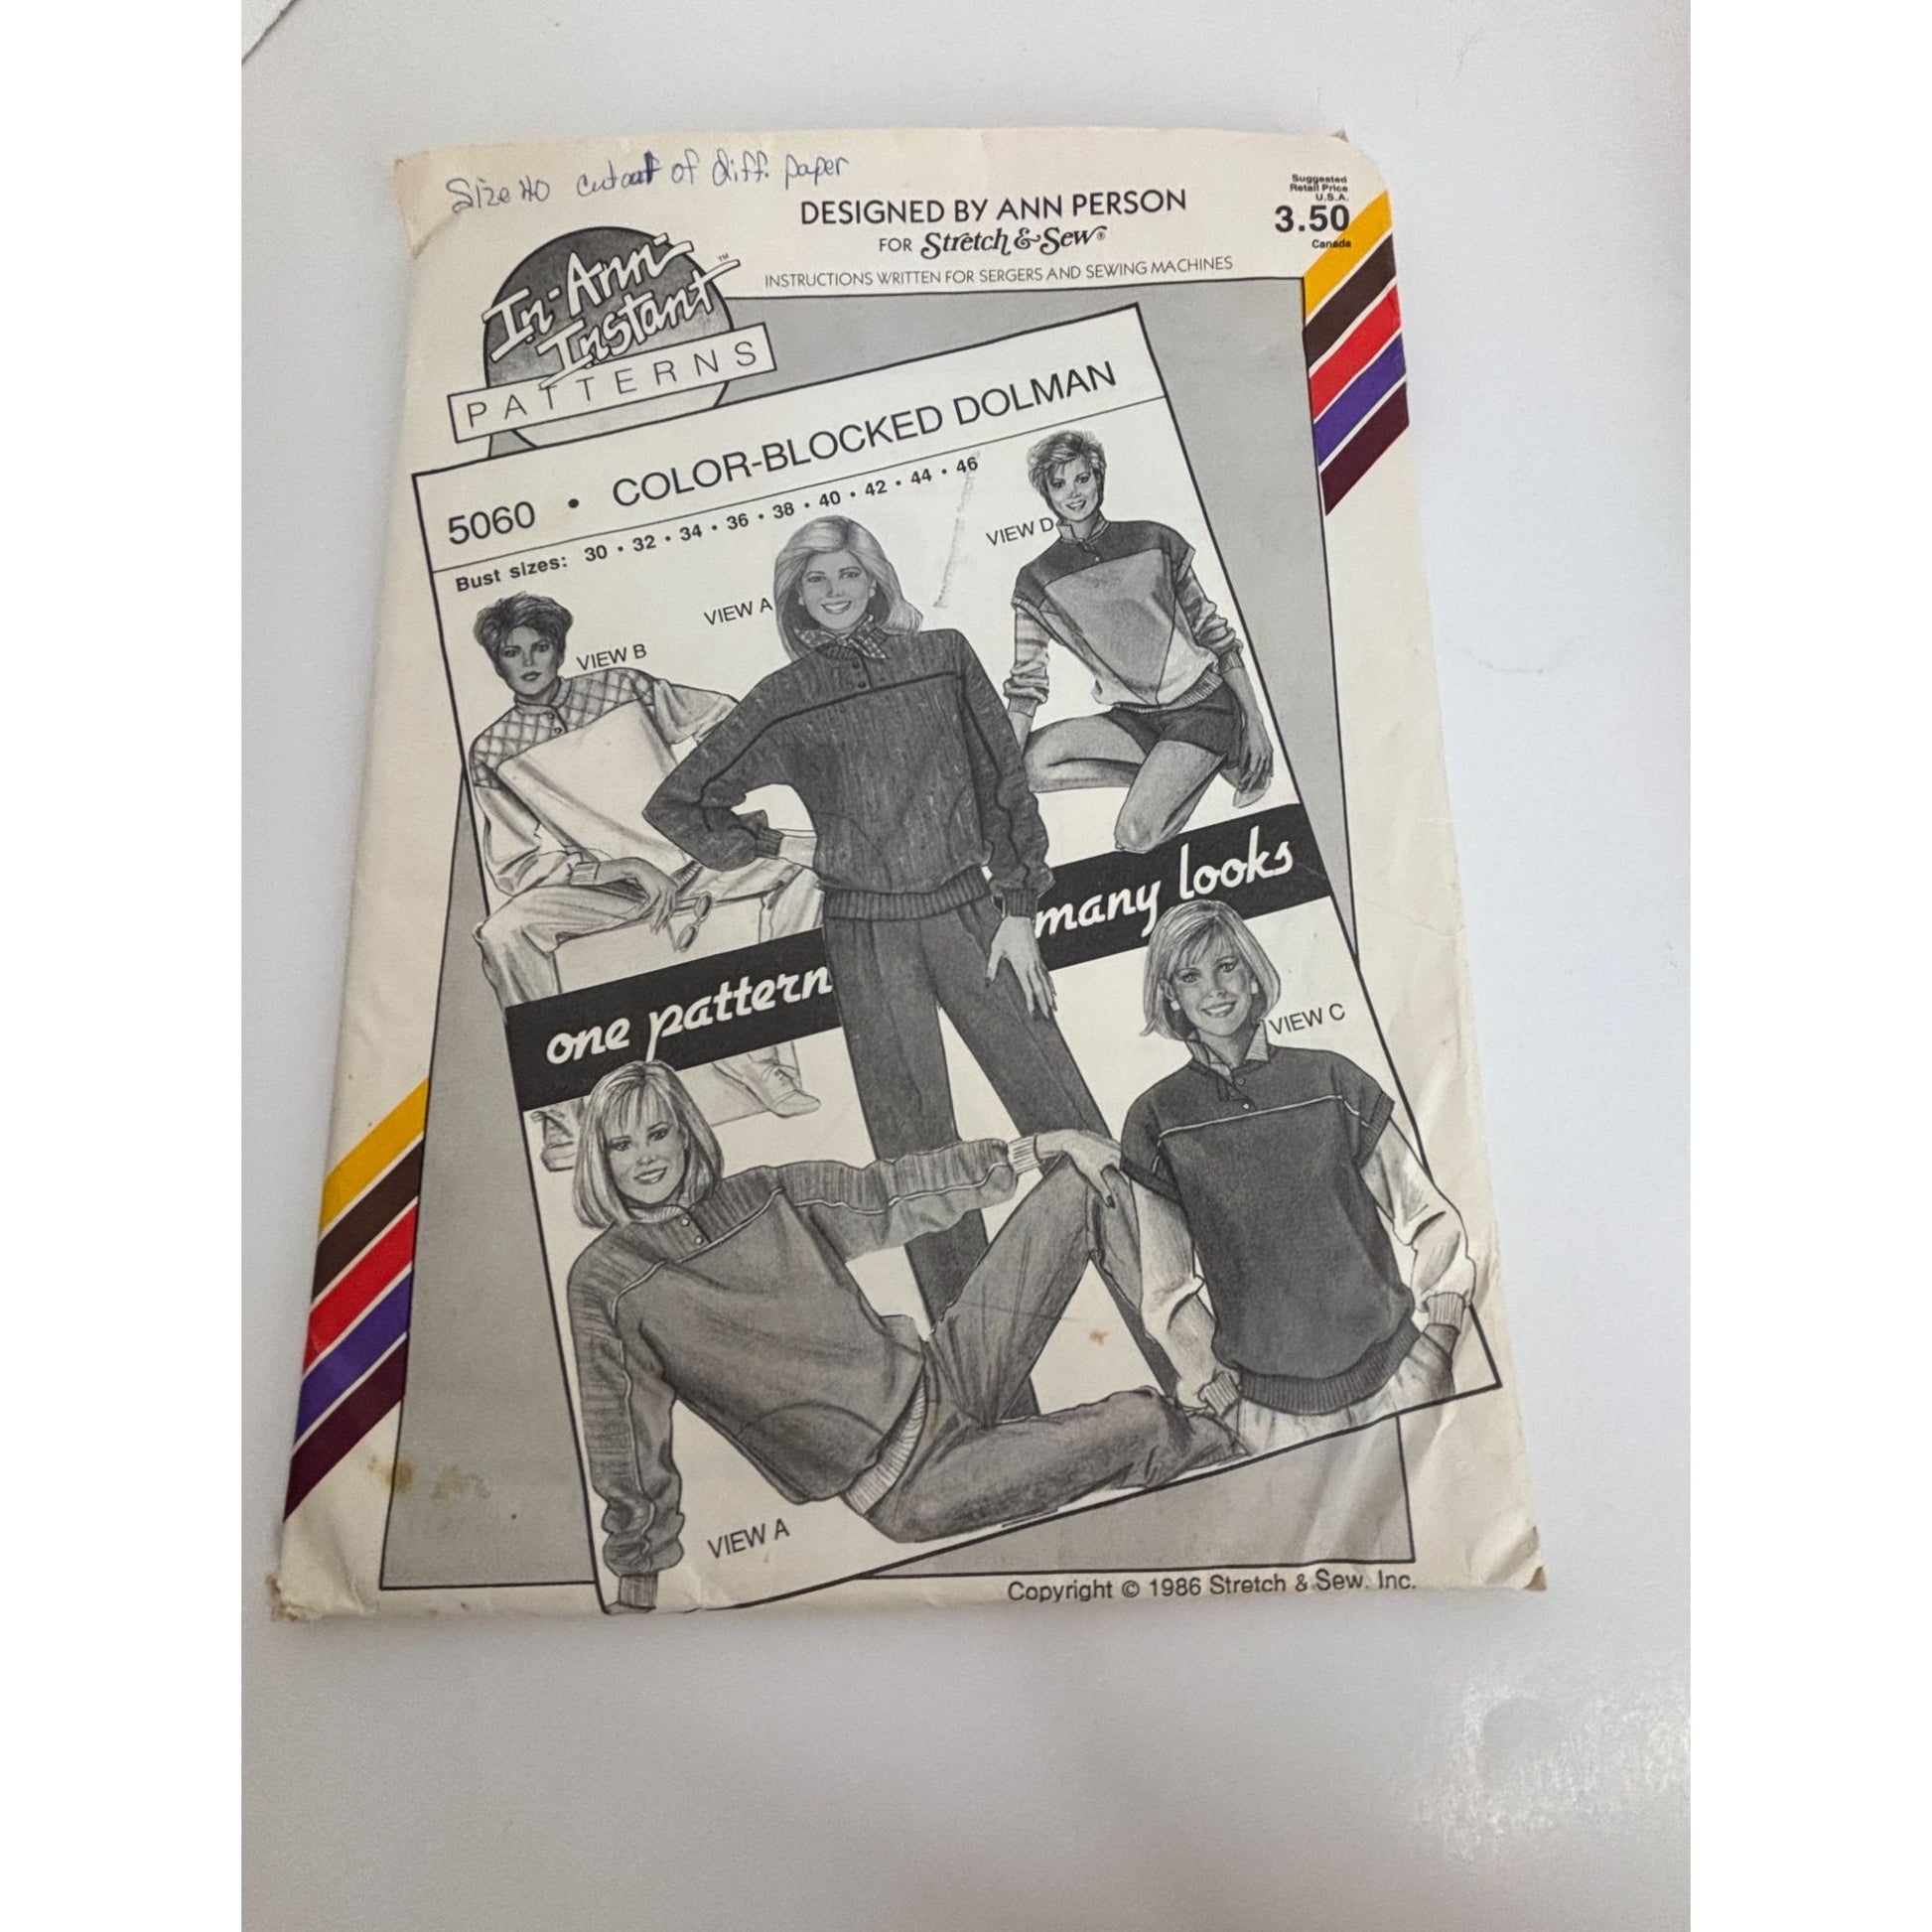 Size 40 cut out of diff. paper
DESIGNED BY ANN PERSON
FOR Stretch & Sew®
INSTRUCTIONS WRITTEN FOR SERGERS AND SEWING MACHINES
Suggested
Retail Price
U.S.A.
3.50
Canada
In-Ann-
Instant™
PATTERNS
5060 • COLOR-BLOCKED DOLMAN
Bust sizes: 30 • 32 • 34 • 36 • 38 • 40 • 42 • 44 • 46
VIEW D
VIEW A
VIEW B
one pattern many looks
VIEW C
VIEW A
Copyright © 1986 Stretch & Sew. Inc.